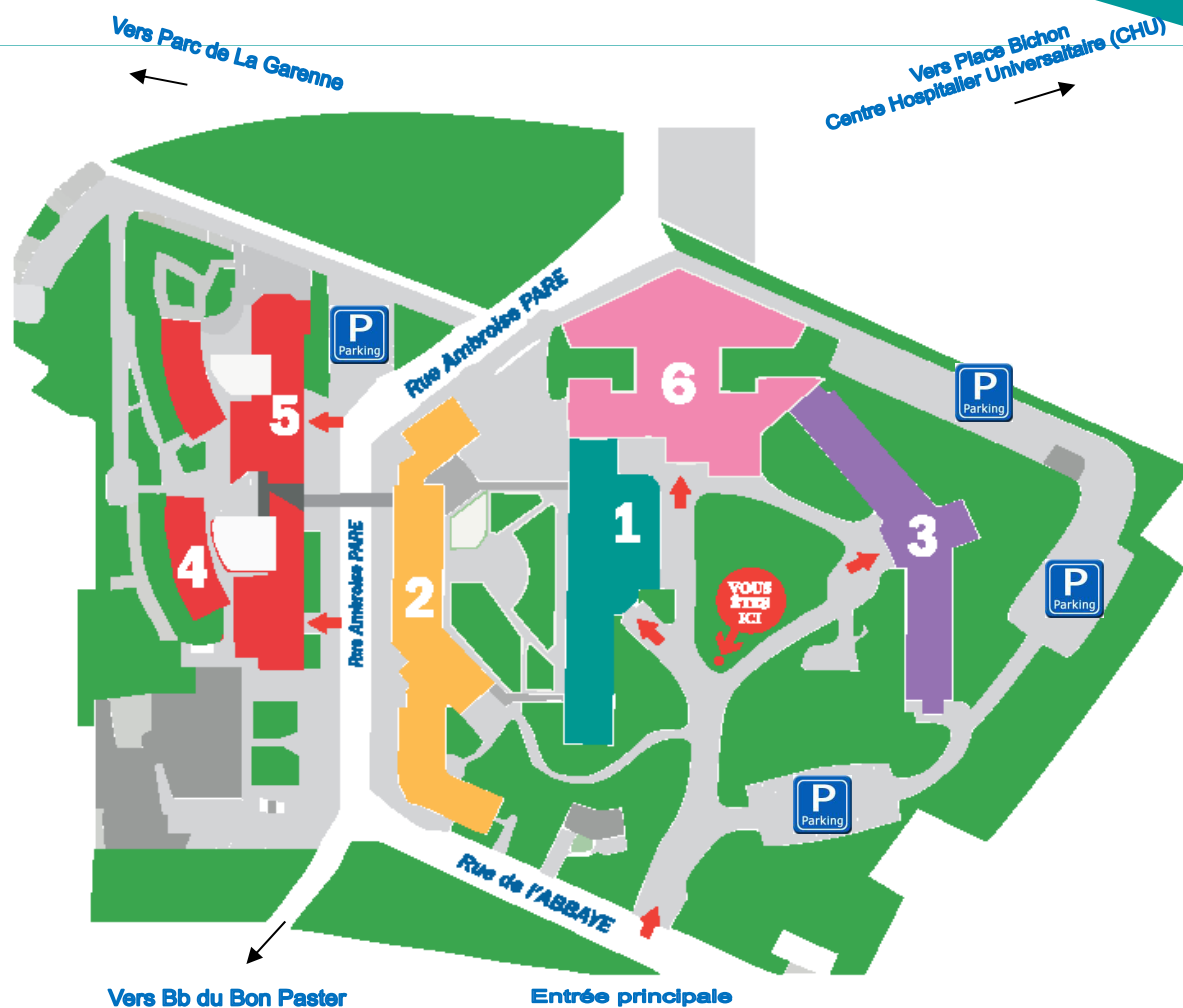 Vers Parc de La Garenne
Vers Place Bichon
Centre Hospitalier Universaitaire (CHU)
Rue Ambroise PARE
P
Parking
P
Parking
6
5
1
3
4
2
Rue Ambroise PARE
VOUS
ÊTES
ICI
P
Parking
P
Parking
Rue de l'ABBAYE
Vers Bb du Bon Paster
Entrée principale